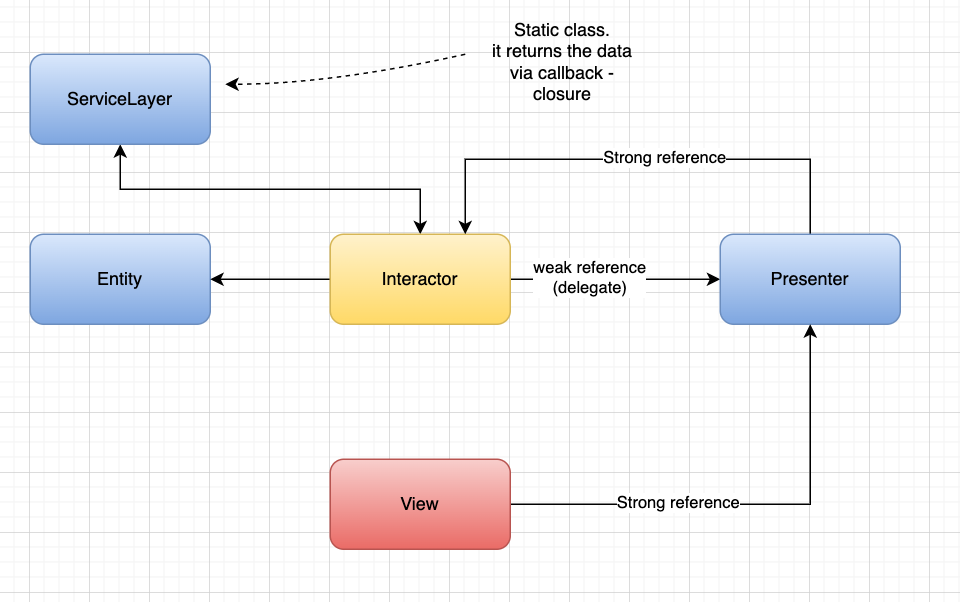 Static class.
it returns the data
via callback -
closure
ServiceLayer
Strong reference
Entity
Interactor
weak reference
(delegate)
Presenter
View
Strong reference